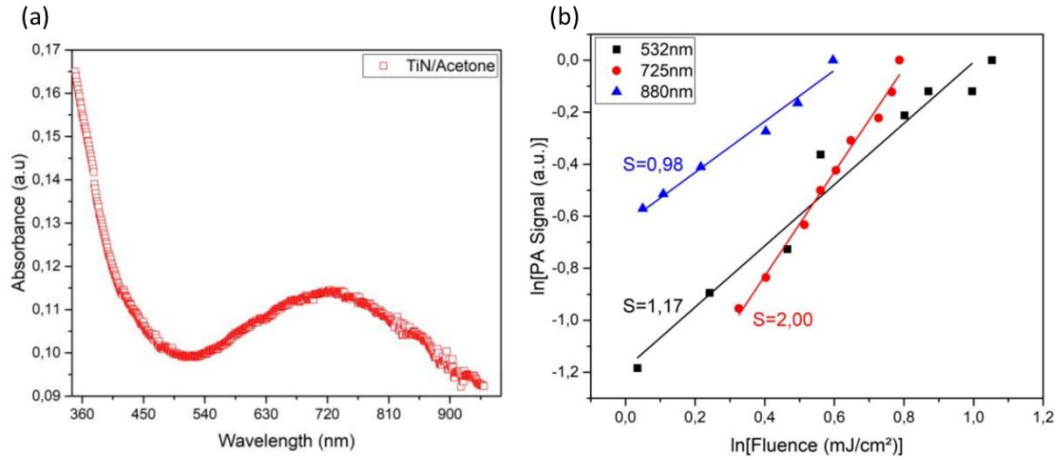 (a)
0,17
0,16
0,15
0,14
0,13
0,12
0,11
0,10
0,09
Absorbance (a.u)
TiN/Acetone
360 450 540 630 720 810 900
Wavelength (nm)
(b)
0,0
-0,2
-0,4
-0,6
-0,8
-1,0
-1,2
ln[PA Signal (a.u.)]
532nm
725nm
880nm
S=0,98
S=1,17
S=2,00
0,0 0,2 0,4 0,6 0,8 1,0 1,2
ln[Fluence (mJ/cm²)]